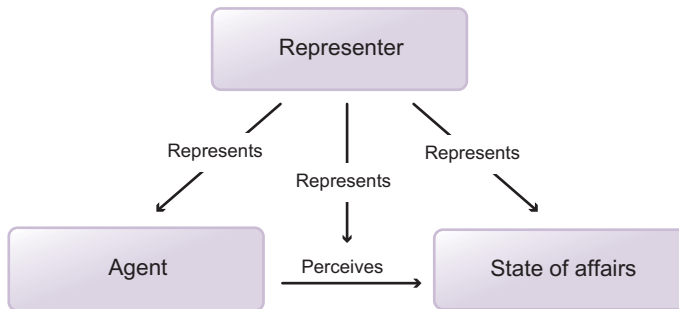 Representer
Represents
Represents
Represents
Agent
Perceives
State of affairs